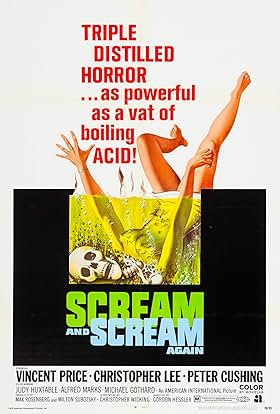 TRIPLE
DISTILLED
HORROR
...as powerful
as a vat of
boiling
ACID!
SCREAM
AND SCREAM
AGAIN
VINCENT PRICE · CHRISTOPHER LEE · PETER CUSHING
JUDY HUXTABLE · ALFRED MARKS · MICHAEL GOTHARD · An AMERICAN INTERNATIONAL Picture
MAX ROSENBERG and MILTON SUBOTSKY
CHRISTOPHER WICKING
GORDON HESSLER
COLOR